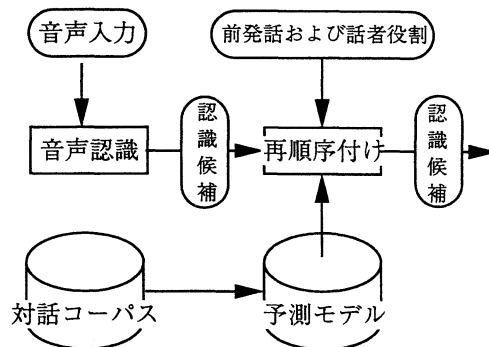 音声入力
前発話および話者役割
音声認識
認識候補
再順序付け
認識候補
対話コーパス
予測モデル